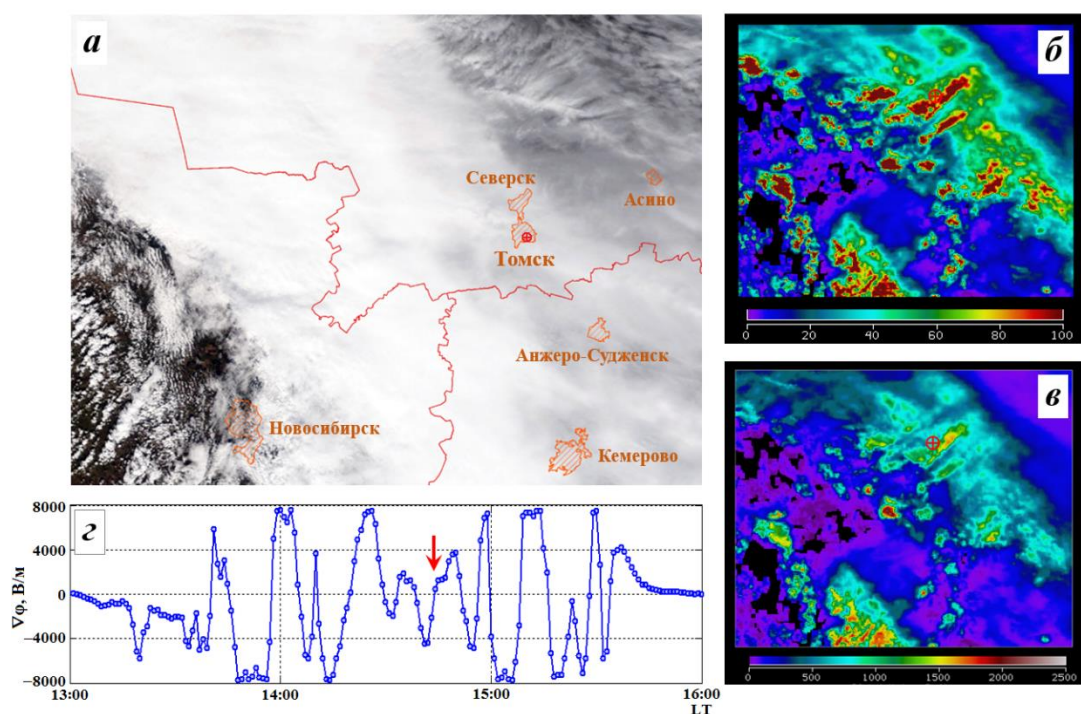 а
Северск
Асино
Томск
Анжеро-Судженск
Новосибирск
Кемерово
б
0 20 40 60 80 100
в
0 500 1000 1500 2000 2500
г
8000
4000
0
−4000
−8000
∇φ, В/м
13:00 14:00 15:00 16:00
LT